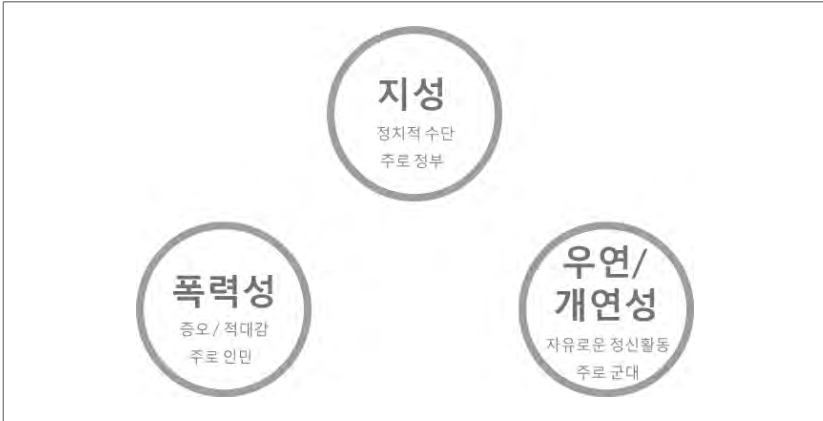 지성
정치적 수단
주로 정부
폭력성
증오 / 적대감
주로 인민
우연/
개연성
자유로운 정신활동
주로 군대